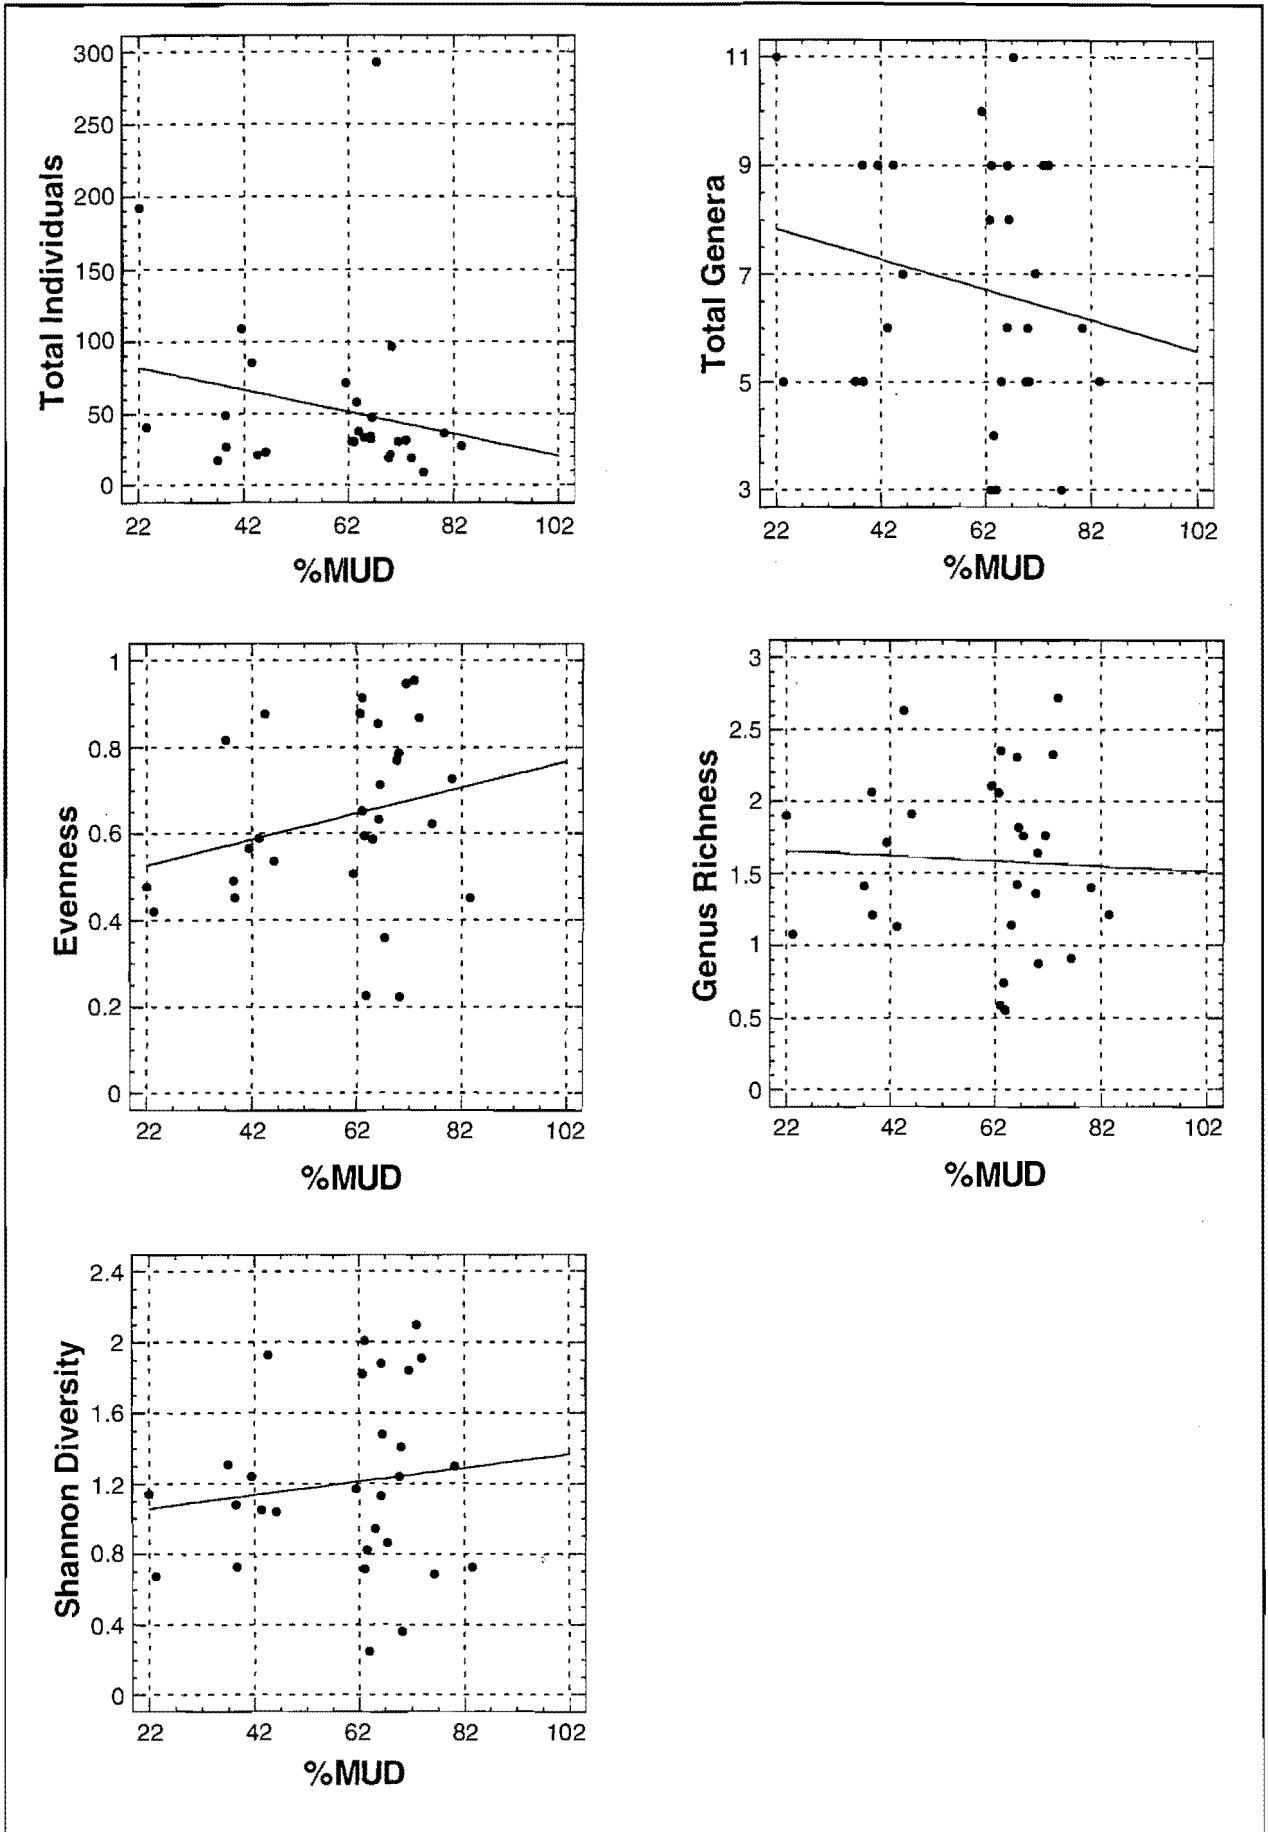 300
250
200
150
100
50
0
Total Individuals
22 42 62 82 102
%MUD
11
9
7
5
3
Total Genera
22 42 62 82 102
%MUD
1
0.8
0.6
0.4
0.2
0
Evenness
22 42 62 82 102
%MUD
3
2.5
2
1.5
1
0.5
0
Genus Richness
22 42 62 82 102
%MUD
2.4
2
1.6
1.2
0.8
0.4
0
Shannon Diversity
22 42 62 82 102
%MUD